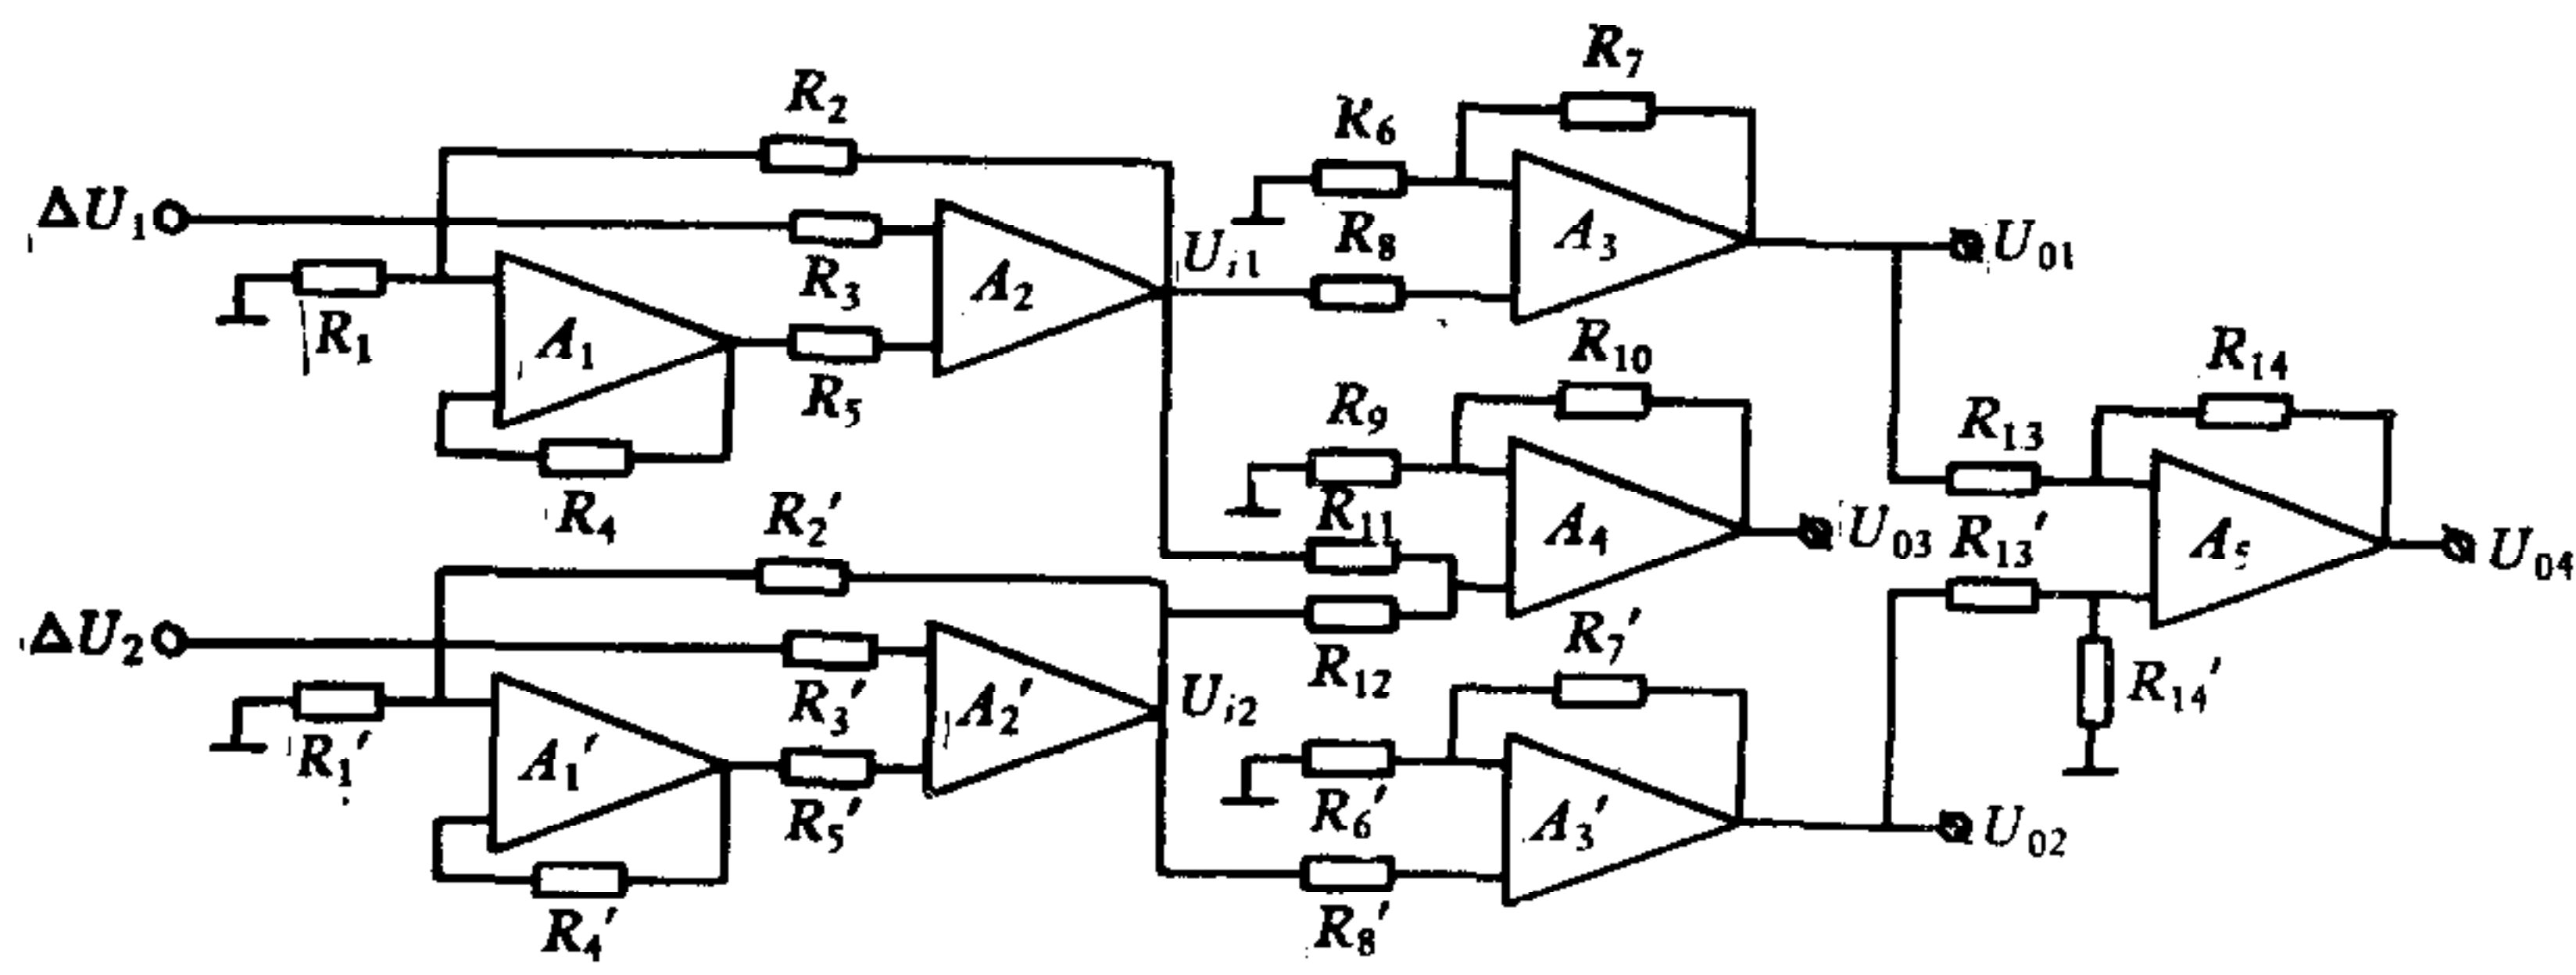 R₇
R₂
K₆
ΔU₁
R₃
Uᵢ₁
R₈
A₃
U₀₁
R₁
A₁
R₅
A₂
R₁₀
R₁₄
R₉
R₁₃
R₄
R₂′
R₁₁
A₄
U₀₃
R₁₃′
A₅
U₀₄
ΔU₂
R₃′
R₁₂
R₇′
R₁₄′
R₁′
A₁′
R₅′
A₂′
Uᵢ₂
R₆′
A₃′
U₀₂
R₄′
R₈′